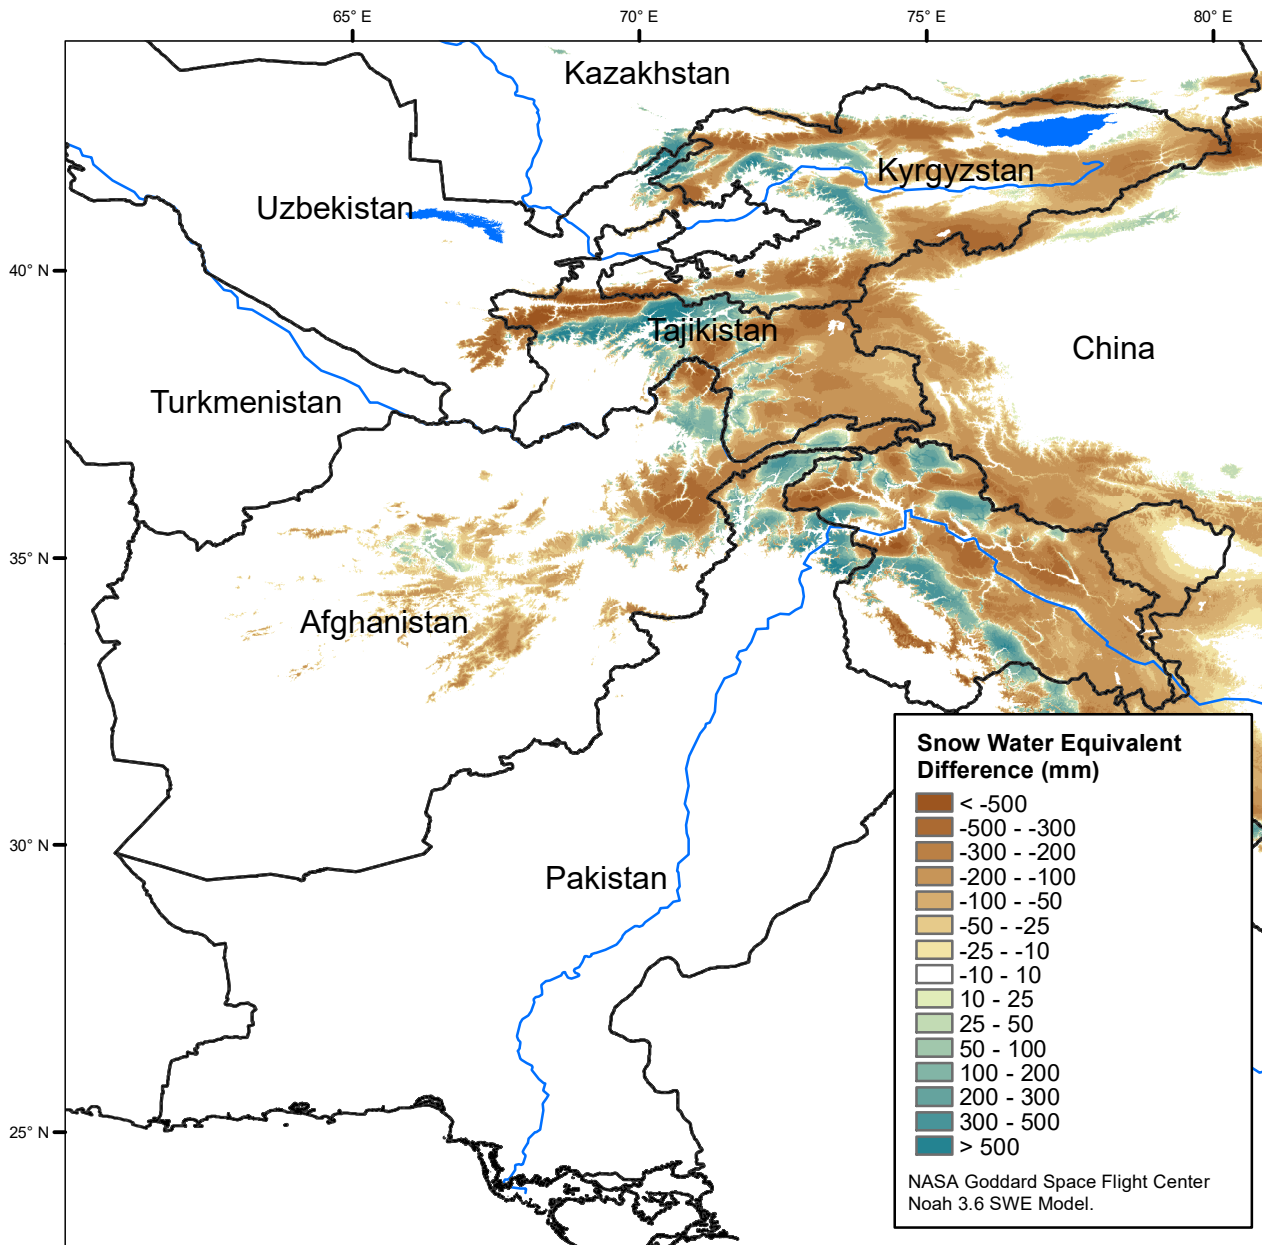 65° E
70° E
75° E
80° E
Kazakhstan
Kyrgyzstan
Uzbekistan
40° N
Tajikistan
China
Turkmenistan
35° N
Afghanistan
Snow Water Equivalent
Difference (mm)
< -500
-500 - -300
-300 - -200
-200 - -100
-100 - -50
-50 - -25
-25 - -10
-10 - 10
10 - 25
25 - 50
50 - 100
100 - 200
200 - 300
300 - 500
> 500
NASA Goddard Space Flight Center
Noah 3.6 SWE Model.
30° N
Pakistan
25° N